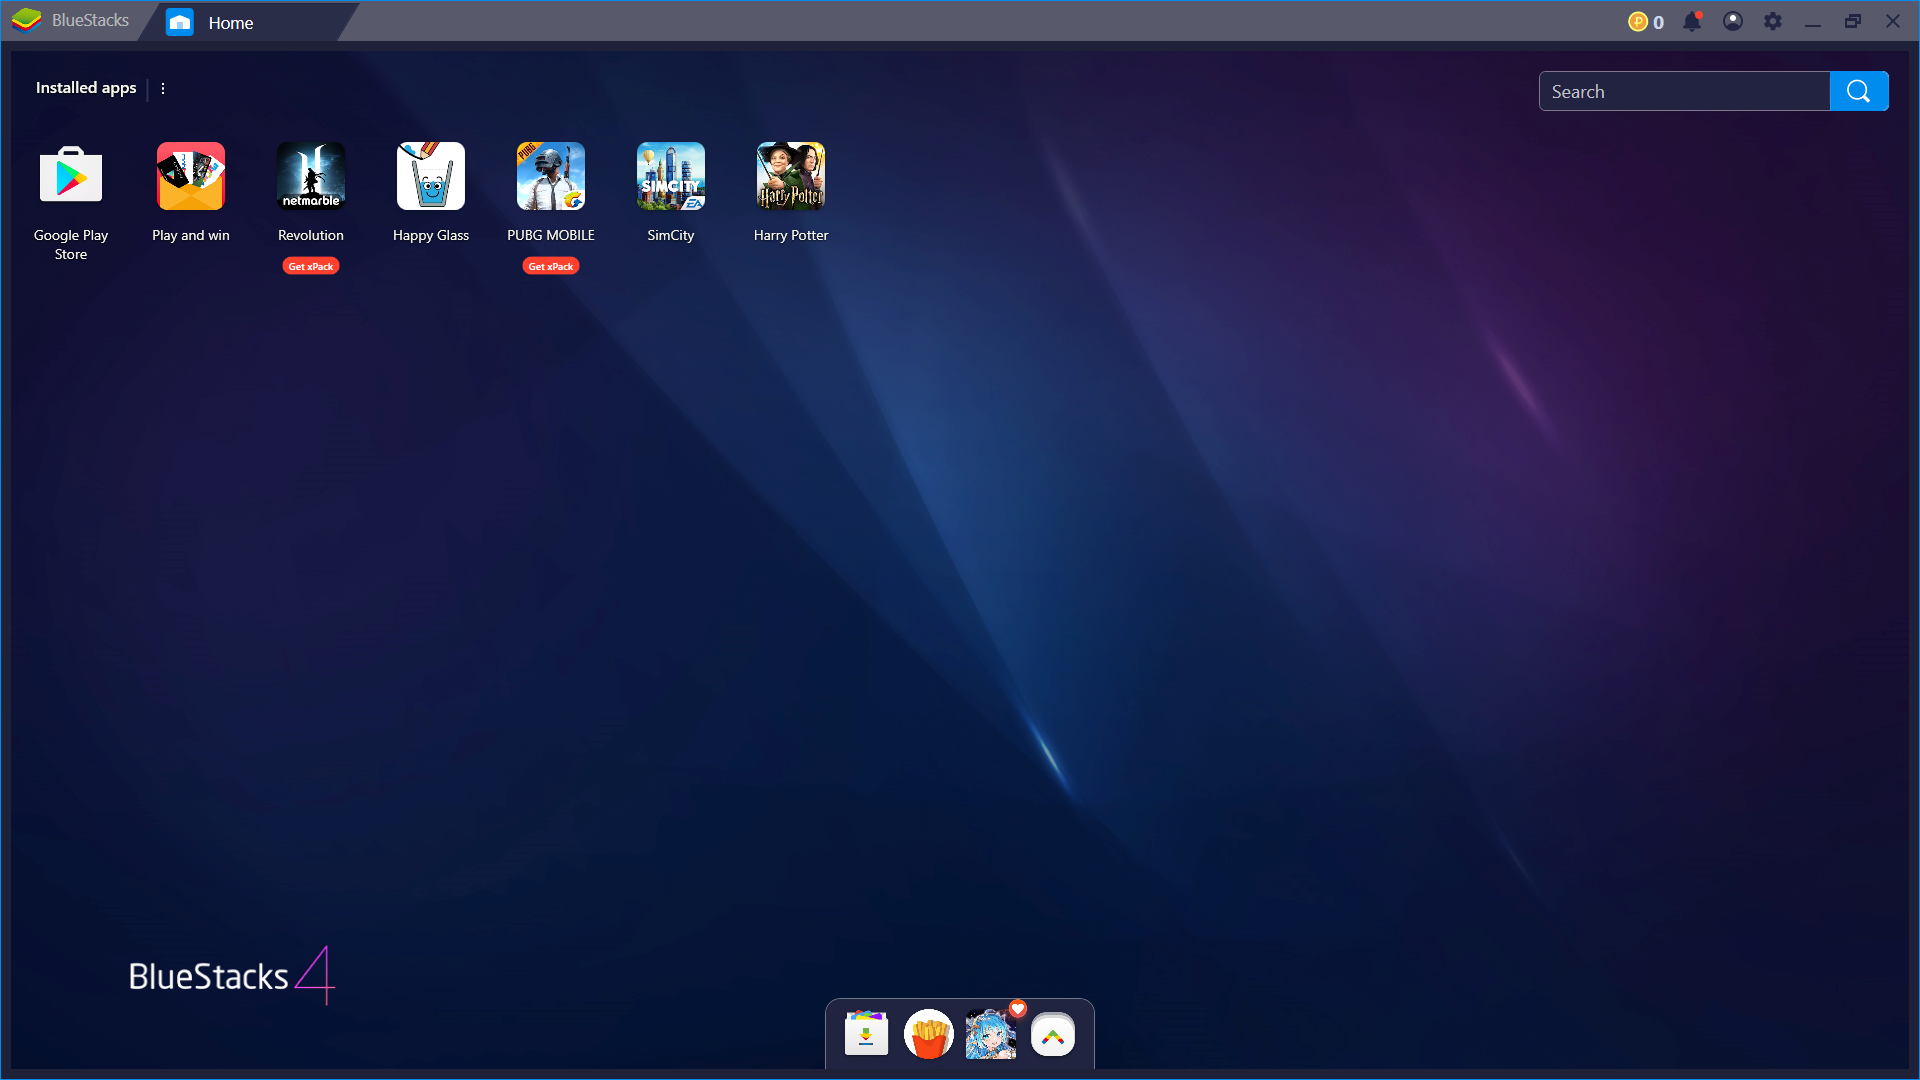 BlueStacks
Home
0
Installed apps
Search
netmarble
PUBG
SIMCITY
EA
Harry Potter
Google Play
Store
Play and win
Revolution
Happy Glass
PUBG MOBILE
SimCity
Harry Potter
Get xPack
Get xPack
BlueStacks 4